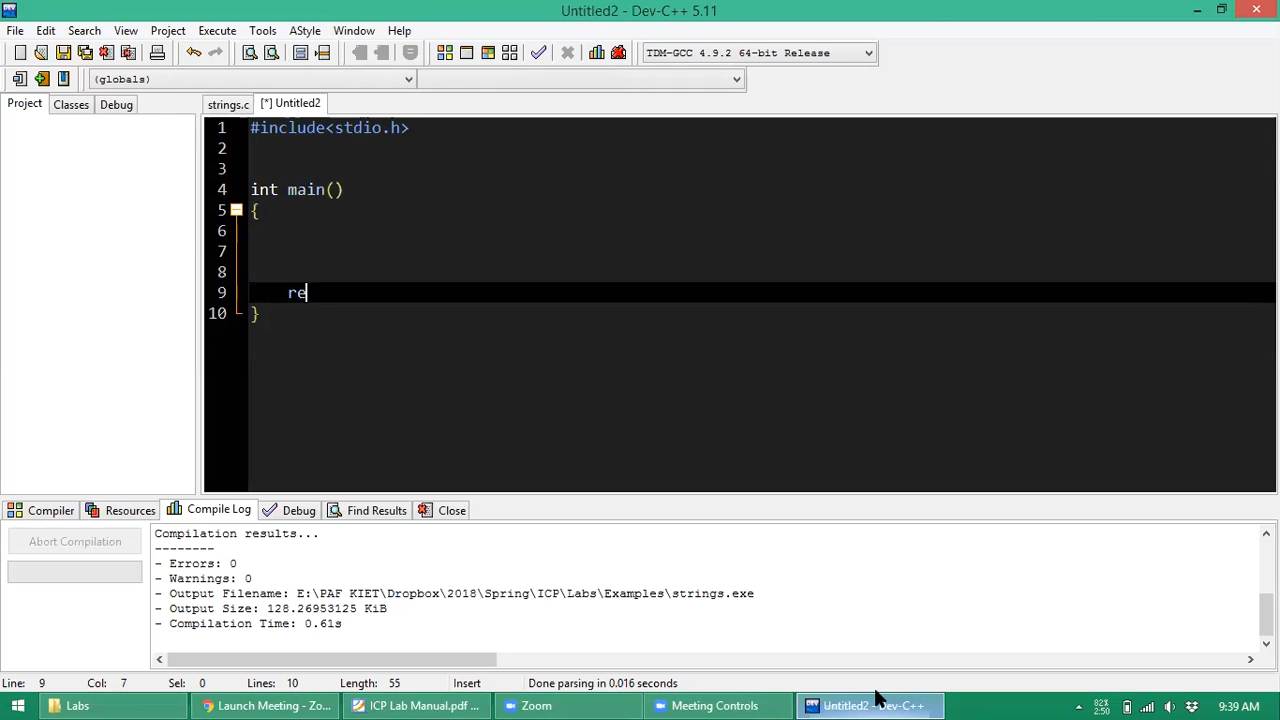 Untitled2 - Dev-C++ 5.11
File Edit Search View Project Execute Tools AStyle Window Help
TDM-GCC 4.9.2 64-bit Release
(globals)
Project Classes Debug strings.c [*] Untitled2
1 #include<stdio.h>
2
3
4 int main()
5 {
6
7
8
9 re
10 }
Compiler Resources Compile Log Debug Find Results Close
Abort Compilation
Compilation results...
--------
- Errors: 0
- Warnings: 0
- Output Filename: E:\PAF KIET\Dropbox\2018\Spring\ICP\Labs\Examples\strings.exe
- Output Size: 128.26953125 KiB
- Compilation Time: 0.61s
Line: 9 Col: 7 Sel: 0 Lines: 10 Length: 55 Insert Done parsing in 0.016 seconds
Labs Launch Meeting - Zo... ICP Lab Manual.pdf ... Zoom Meeting Controls Untitled2 - Dev-C++ 82% 2:50 9:39 AM